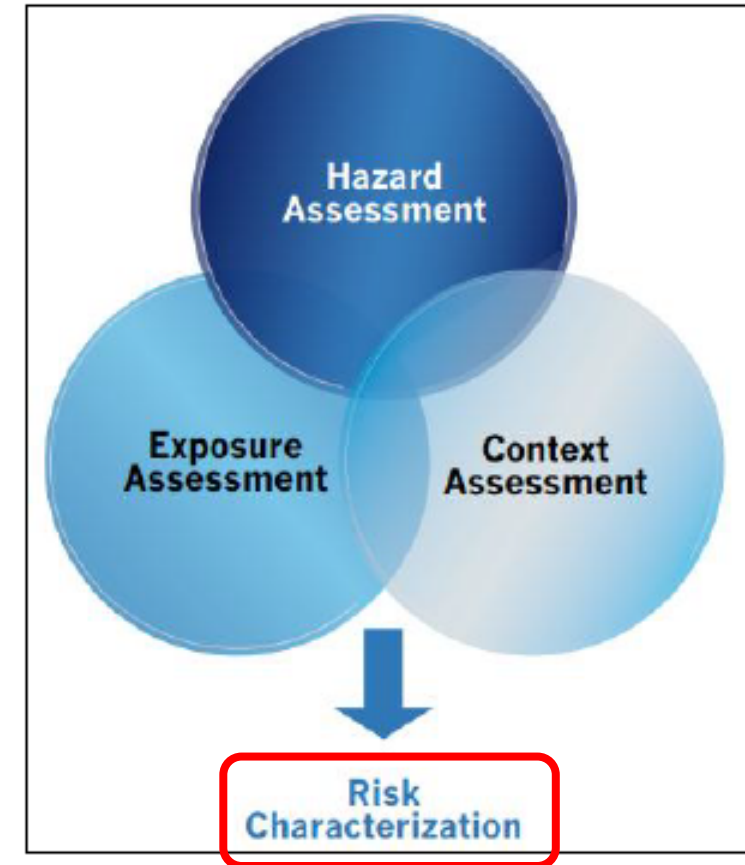 Hazard
Assessment
Exposure
Assessment
Context
Assessment
Risk
Characterization